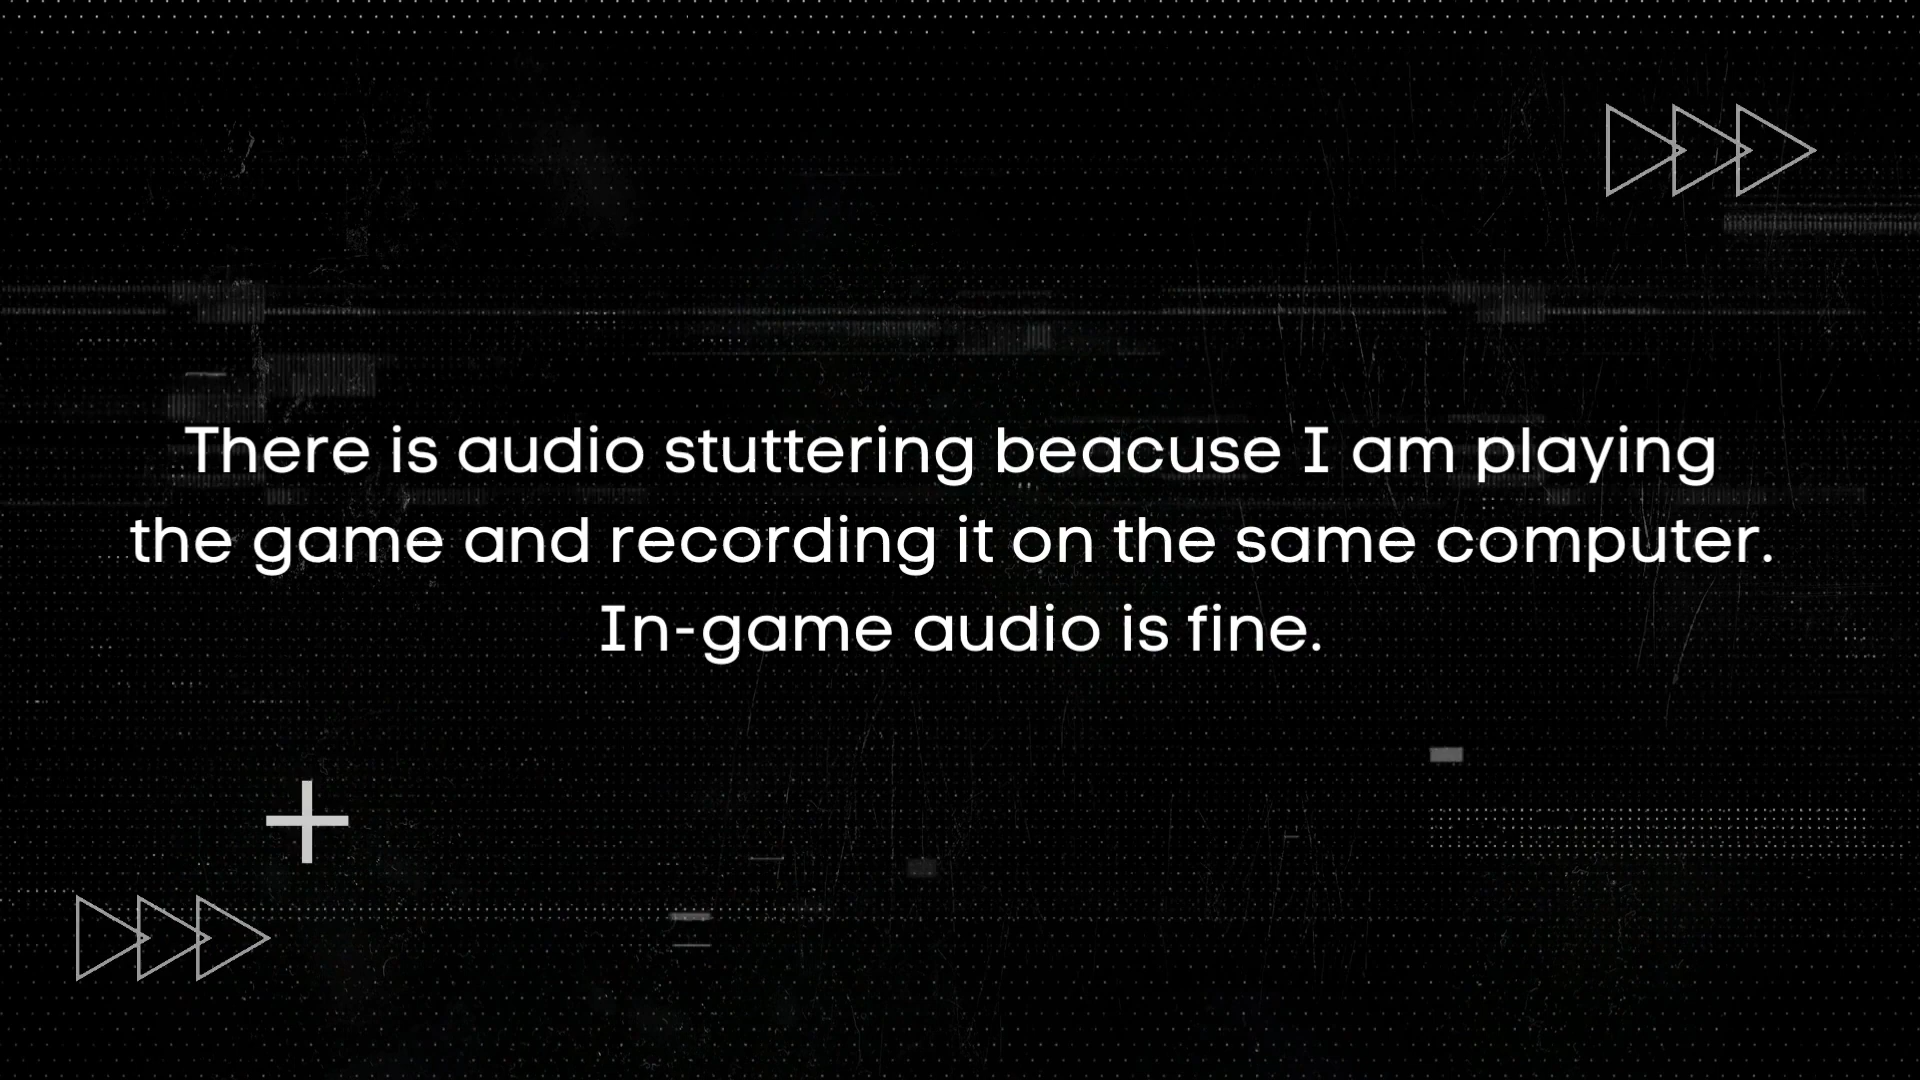 There is audio stuttering beacuse I am playing
the game and recording it on the same computer.
In-game audio is fine.